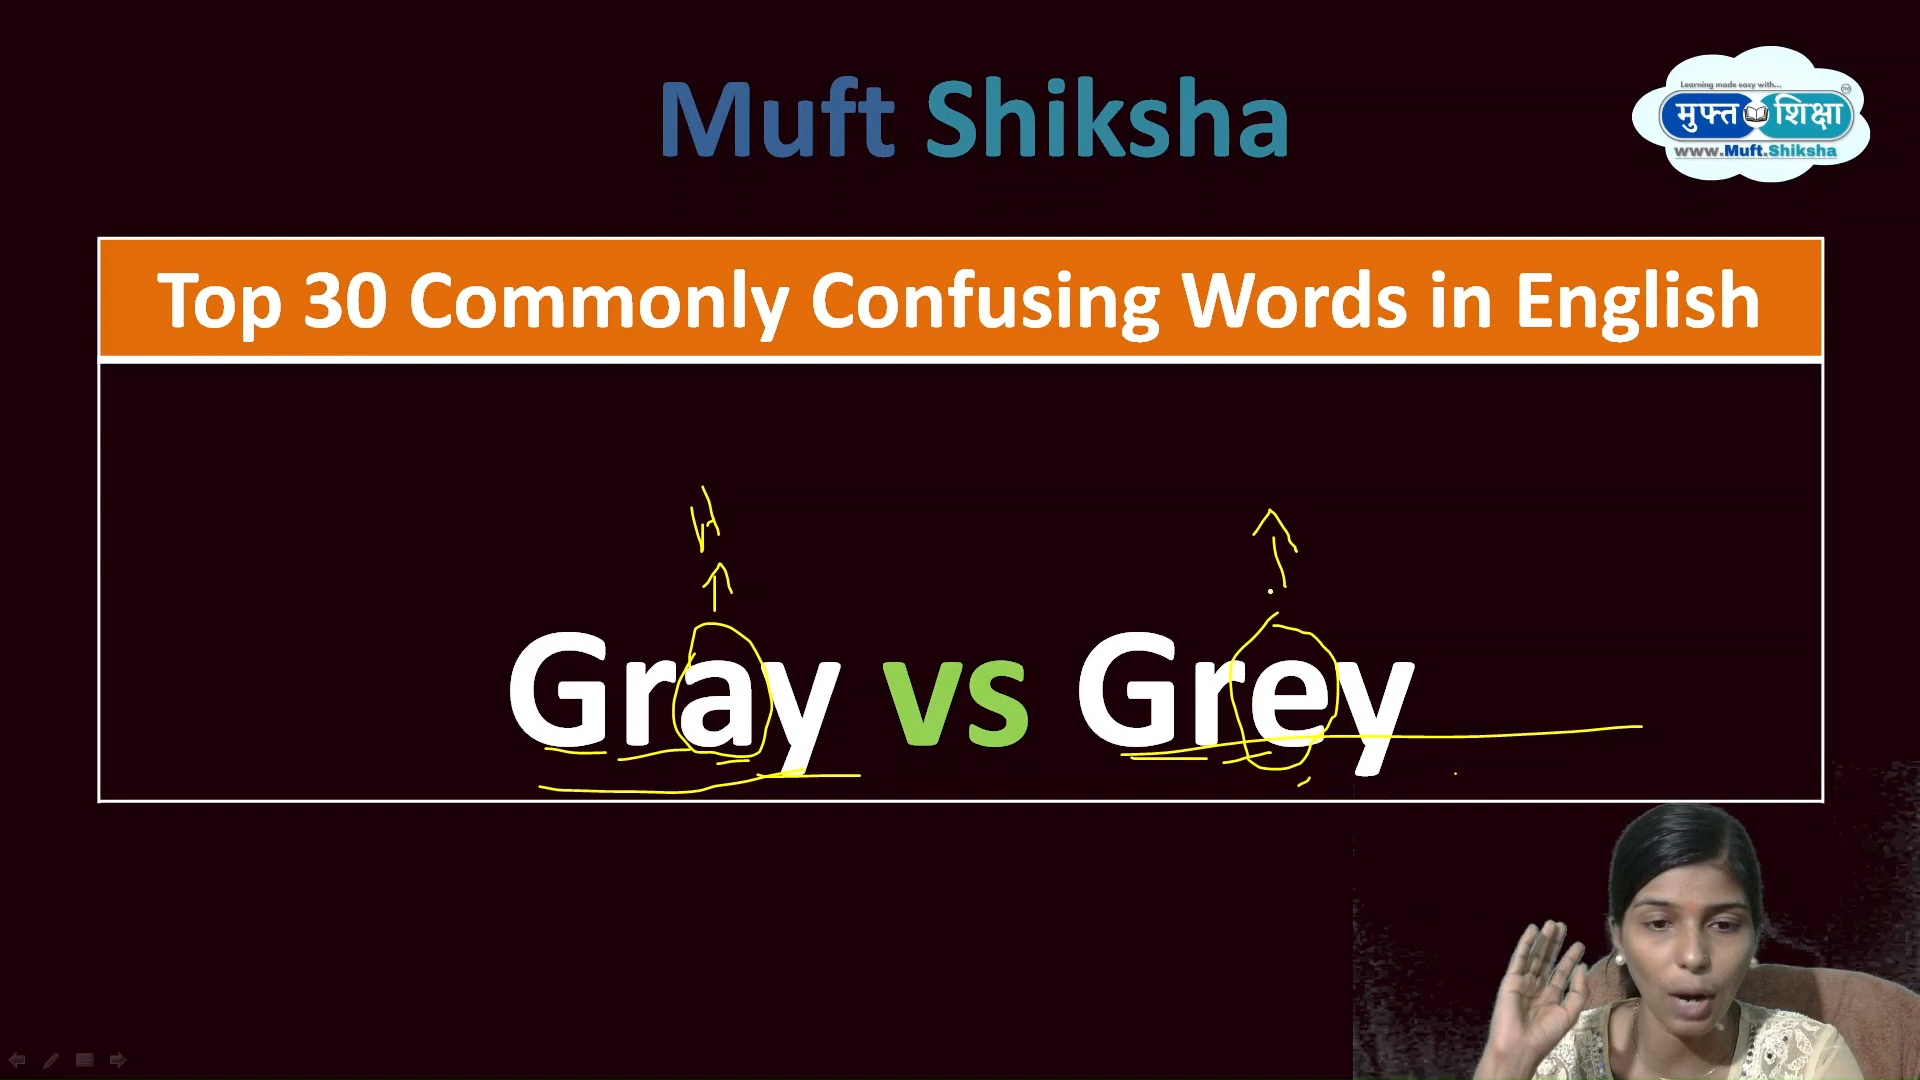 Muft Shiksha
Learning made easy with...
मुफ्त शिक्षा
www.Muft.Shiksha
Top 30 Commonly Confusing Words in English
Gray vs Grey